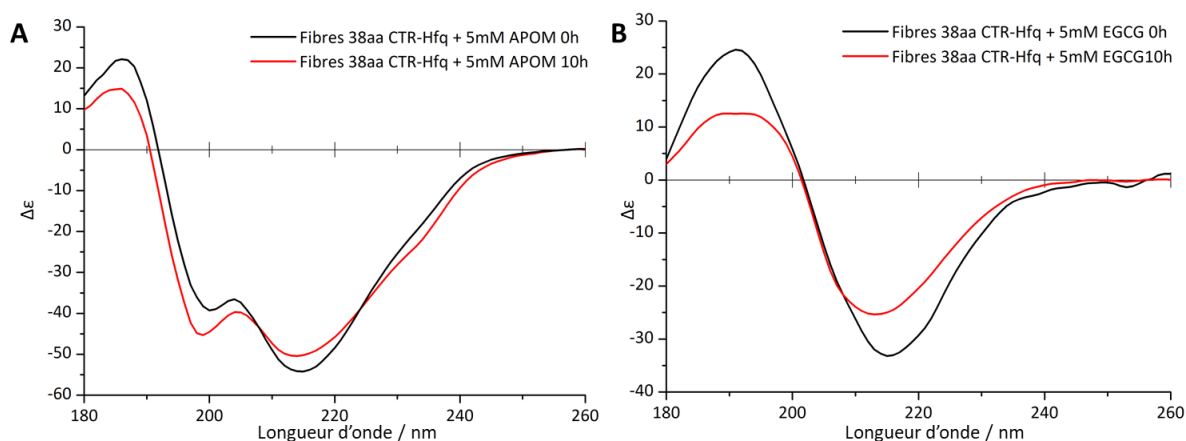 A
Fibres 38aa CTR-Hfq + 5mM APOM 0h
Fibres 38aa CTR-Hfq + 5mM APOM 10h
30
20
10
0
-10
-20
-30
-40
-50
-60
Δε
180
200
220
240
260
Longueur d'onde / nm
B
Fibres 38aa CTR-Hfq + 5mM EGCG 0h
Fibres 38aa CTR-Hfq + 5mM EGCG10h
30
20
10
0
-10
-20
-30
-40
Δε
180
200
220
240
260
Longueur d'onde / nm